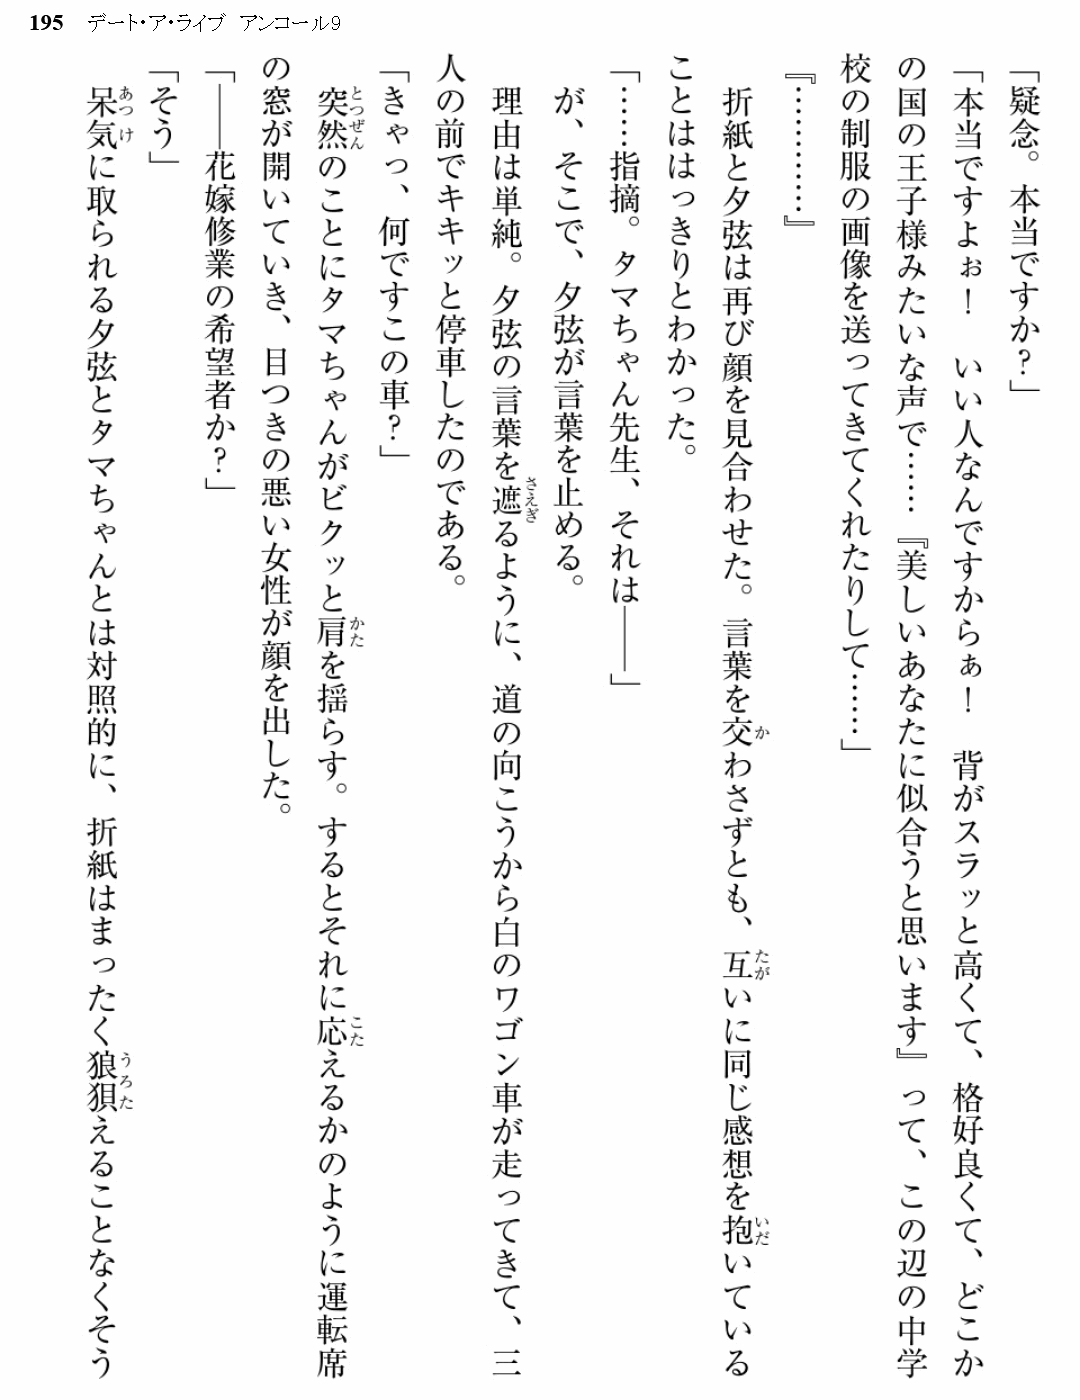 195 デート・ア・ライブ アンコール9
「疑念。本当ですか？」
「本当ですよぉ！　いい人なんですからぁ！　背がスラッと高くて、格好良くて、どこか
の国の王子様みたいな声で……『美しいあなたに似合うと思います』って、この辺の中学
校の制服の画像を送ってきてくれたりして……」
『…………』
　折紙と夕弦は再び顔を見合わせた。言葉を交わさずとも、互いに同じ感想を抱いている
ことははっきりとわかった。
「……指摘。タマちゃん先生、それは――」
　が、そこで、夕弦が言葉を止める。
　理由は単純。夕弦の言葉を遮るように、道の向こうから白のワゴン車が走ってきて、三
人の前でキキッと停車したのである。
「きゃっ、何ですこの車？」
　突然のことにタマちゃんがビクッと肩を揺らす。するとそれに応えるかのように運転席
の窓が開いていき、目つきの悪い女性が顔を出した。
「――花嫁修業の希望者か？」
「そう」
　呆気に取られる夕弦とタマちゃんとは対照的に、折紙はまったく狼狽えることなくそう